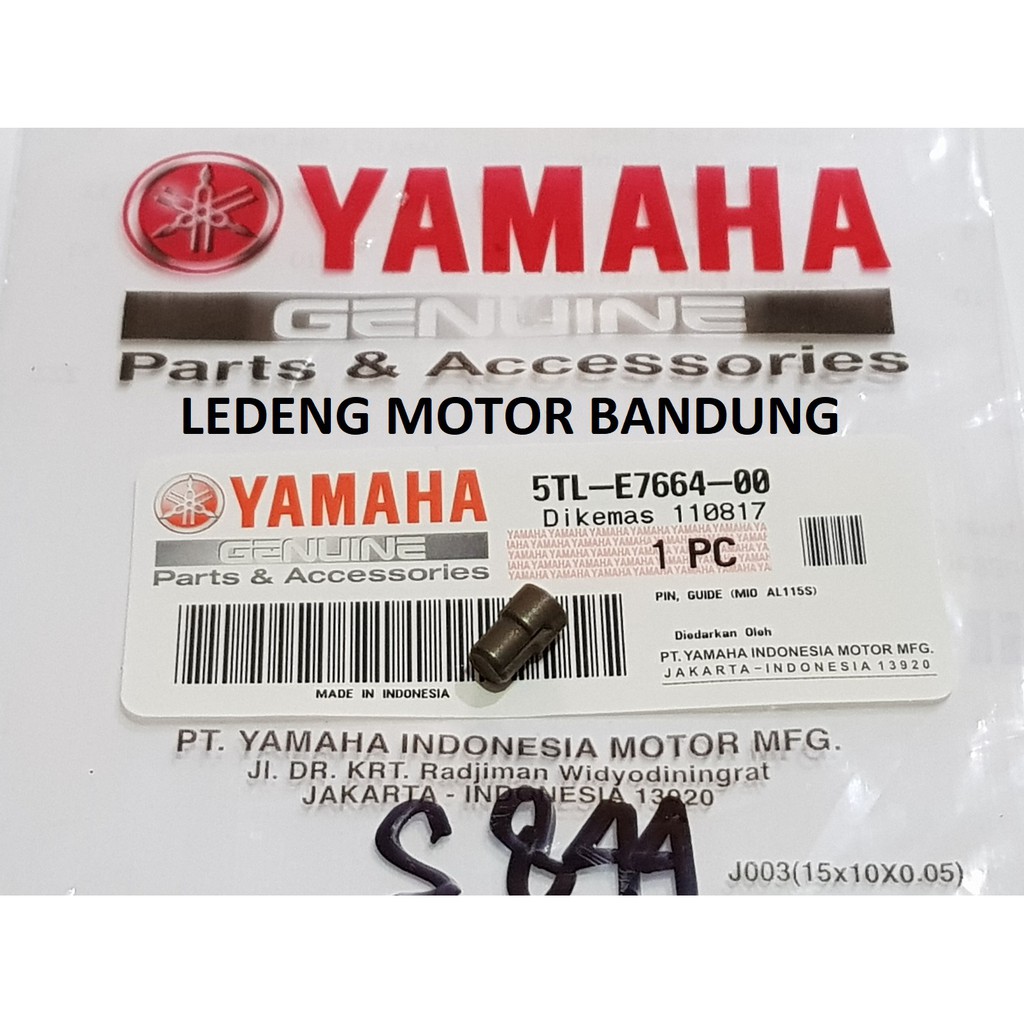 YAMAHA
GENUINE
Parts & Accessories
LEDENG MOTOR BANDUNG
YAMAHA
GENUINE
Parts & Accessories
5TL-E7664-00
Dikemas 110817
1 PC
PIN, GUIDE (MIO AL115S)
Diedarkan Oleh
PT. YAMAHA INDONESIA MOTOR MFG.
JAKARTA - INDONESIA 13920
MADE IN INDONESIA
PT. YAMAHA INDONESIA MOTOR MFG.
Jl. DR. KRT. Radjiman Widyodiningrat
JAKARTA - INDONESIA 13920
J003(15x10X0.05)